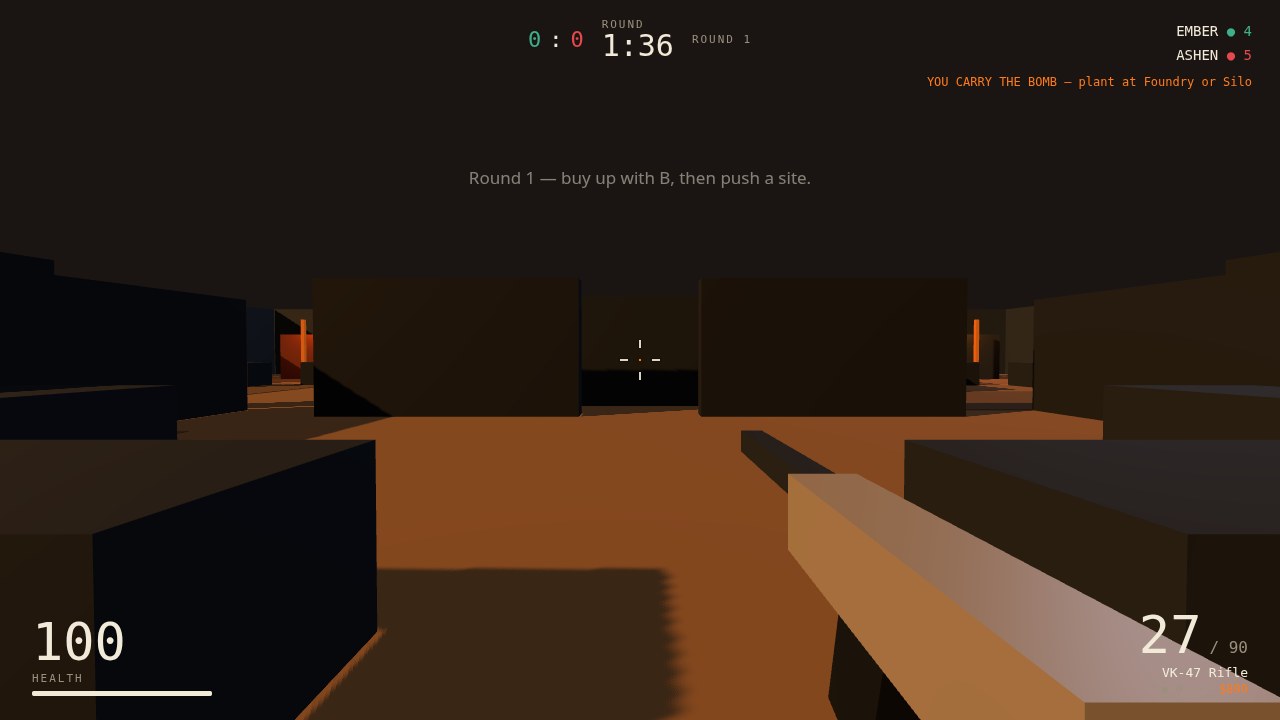 0 : 0
ROUND
1:36
ROUND 1
EMBER ● 4
ASHEN ● 5
YOU CARRY THE BOMB — plant at Foundry or Silo
Round 1 — buy up with B, then push a site.
100
HEALTH
27 / 90
VK-47 Rifle